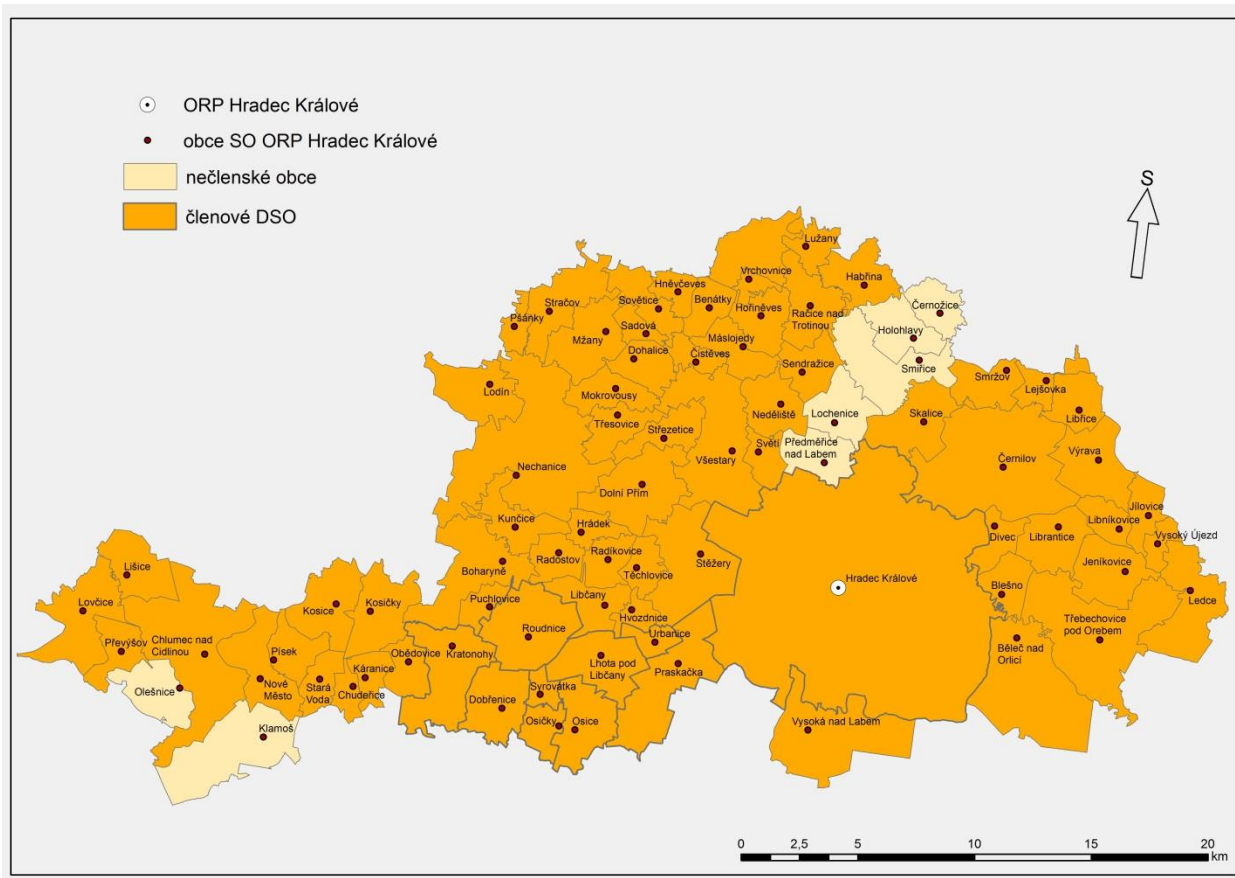 ORP Hradec Králové
obce SO ORP Hradec Králové
nečlenské obce
členové DSO
S
Lužany
Vrchovnice
Habřina
Hněvčeves
Stračov
Sovětice
Benátky
Hořiněves
Račice nad
Trotinou
Černožice
Pšánky
Mžany
Sadová
Máslojedy
Holohlavy
Dohalice
Čistěves
Smiřice
Sendražice
Smržov
Lejšovka
Lodín
Mokrovousy
Neděliště
Libřice
Třesovice
Lochenice
Skalice
Střezetice
Světí
Předměřice
nad Labem
Všestary
Černilov
Výrava
Nechanice
Dolní Přím
Jílovice
Kunčice
Hrádek
Divec
Librantice
Libníkovice
Vysoký Újezd
Radostov
Radíkovice
Stěžery
Boharyně
Těchlovice
Jeníkovice
Hradec Králové
Blešno
Ledce
Lišice
Lovčice
Kosice
Kosičky
Puchlovice
Libčany
Hvozdnice
Třebechovice
pod Orebem
Roudnice
Urbanice
Běleč nad
Orlicí
Převýšov
Chlumec nad
Cidlinou
Písek
Obědovice
Kratonohy
Lhota pod
Libčany
Praskačka
Olešnice
Nové
Město
Stará
Voda
Káranice
Chudeřice
Dobřenice
Syrovátka
Osičky
Osice
Vysoká nad Labem
Klamoš
0 2,5 5 10 15 20
km